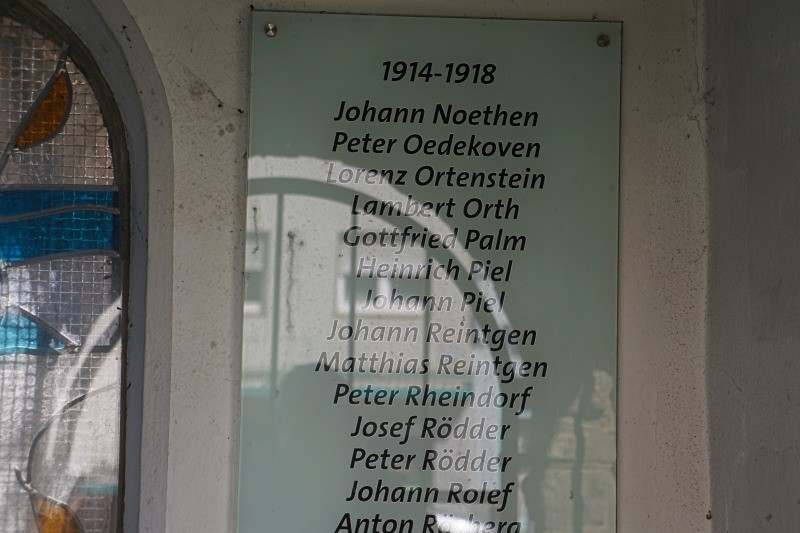 1914-1918
Johann Noethen
Peter Oedekoven
Lorenz Ortenstein
Lambert Orth
Gottfried Palm
Heinrich Piel
Johann Piel
Johann Reintgen
Matthias Reintgen
Peter Rheindorf
Josef Rödder
Peter Rödder
Johann Rolef
Anton